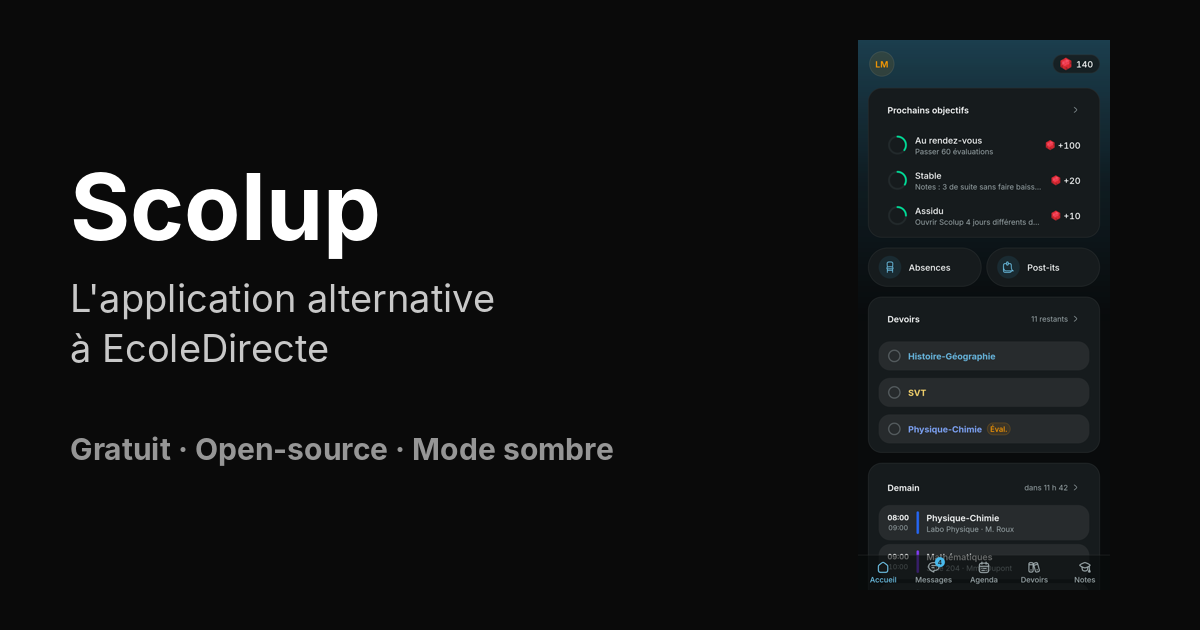 Scolup
L'application alternative
à EcoleDirecte
Gratuit · Open-source · Mode sombre
LM
140
Prochains objectifs
Au rendez-vous
Passer 60 évaluations
+100
Stable
Notes : 3 de suite sans faire baiss...
+20
Assidu
Ouvrir Scolup 4 jours différents d...
+10
Absences
Post-its
Devoirs
11 restants
Histoire-Géographie
SVT
Physique-Chimie
Éval.
Demain
dans 11 h 42
08:00
09:00
Physique-Chimie
Labo Physique · M. Roux
09:00
10:00
Mathématiques
204 ·
Accueil
Messages
Agenda
Devoirs
Notes